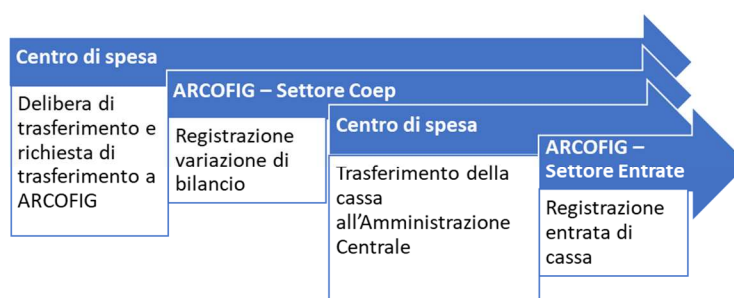 Centro di spesa
Delibera di
trasferimento e
richiesta di
trasferimento a
ARCOFIG
ARCOFIG – Settore Coep
Registrazione
variazione di
bilancio
Centro di spesa
Trasferimento della
cassa
all’Amministrazione
Centrale
ARCOFIG –
Settore Entrate
Registrazione
entrata di
cassa